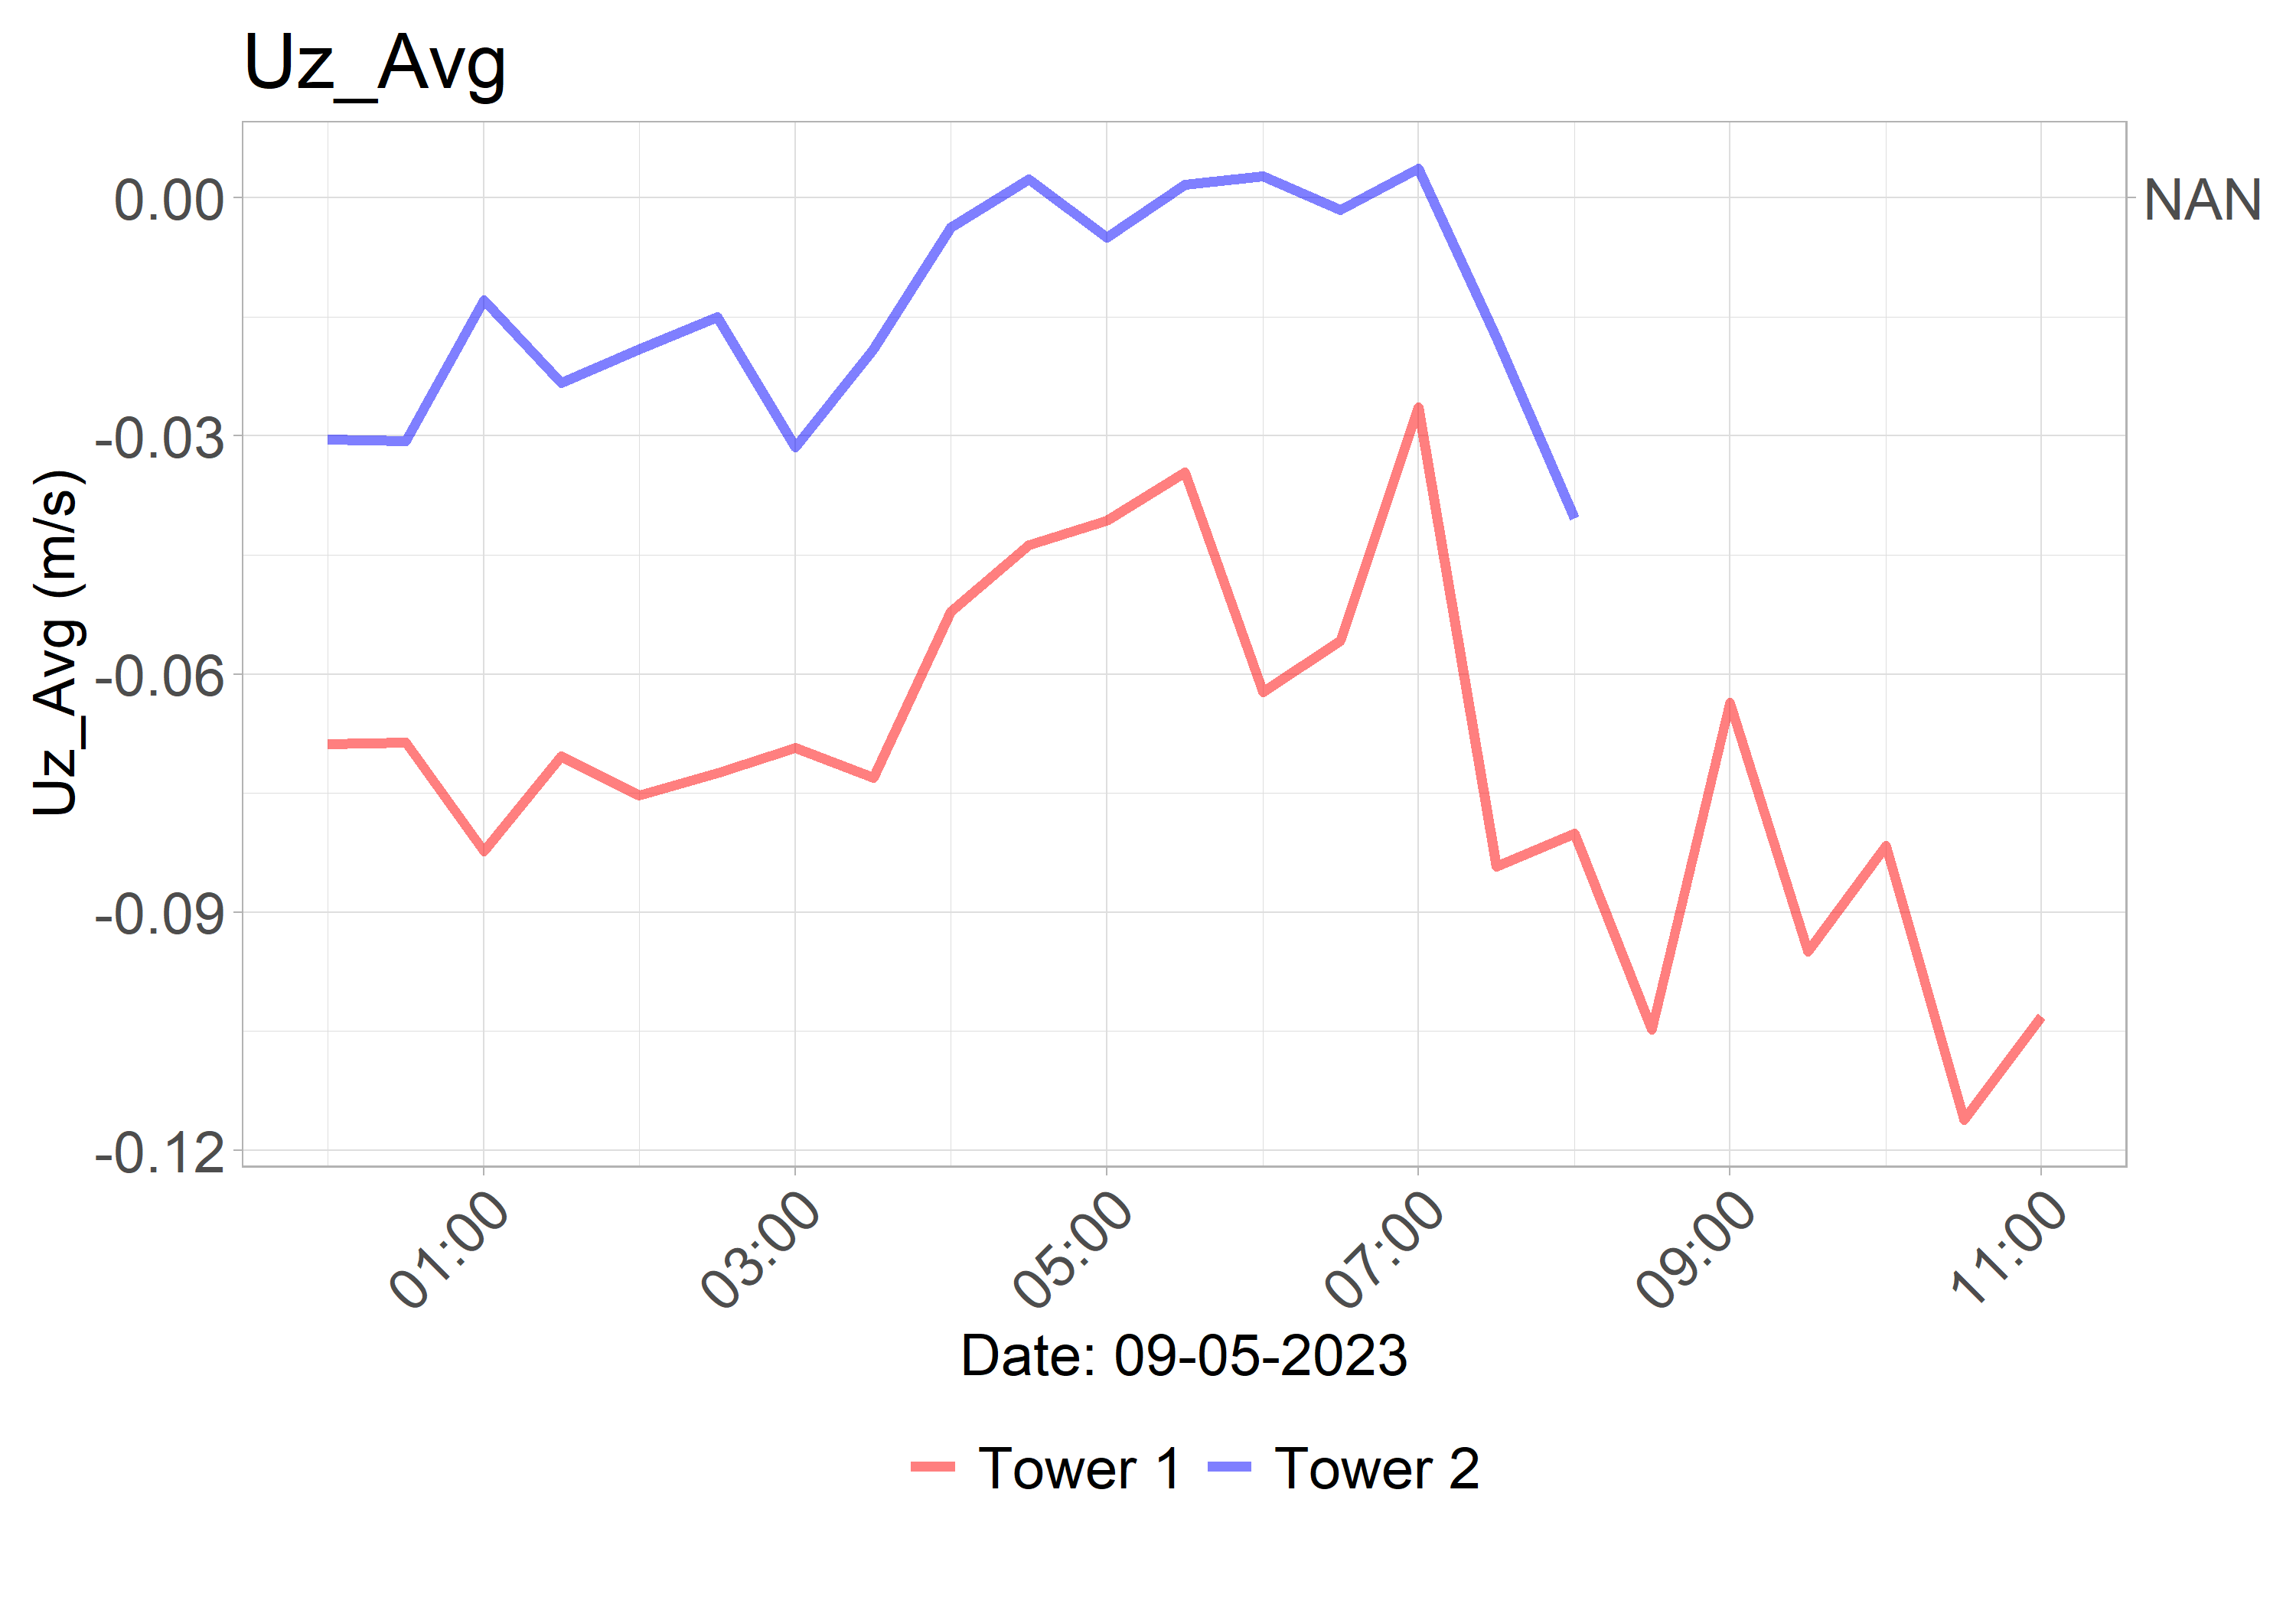 Uz_Avg
Uz_Avg (m/s)
0.00
-0.03
-0.06
-0.09
-0.12
NAN
01:00
03:00
05:00
07:00
09:00
11:00
Date: 09-05-2023
Tower 1
Tower 2